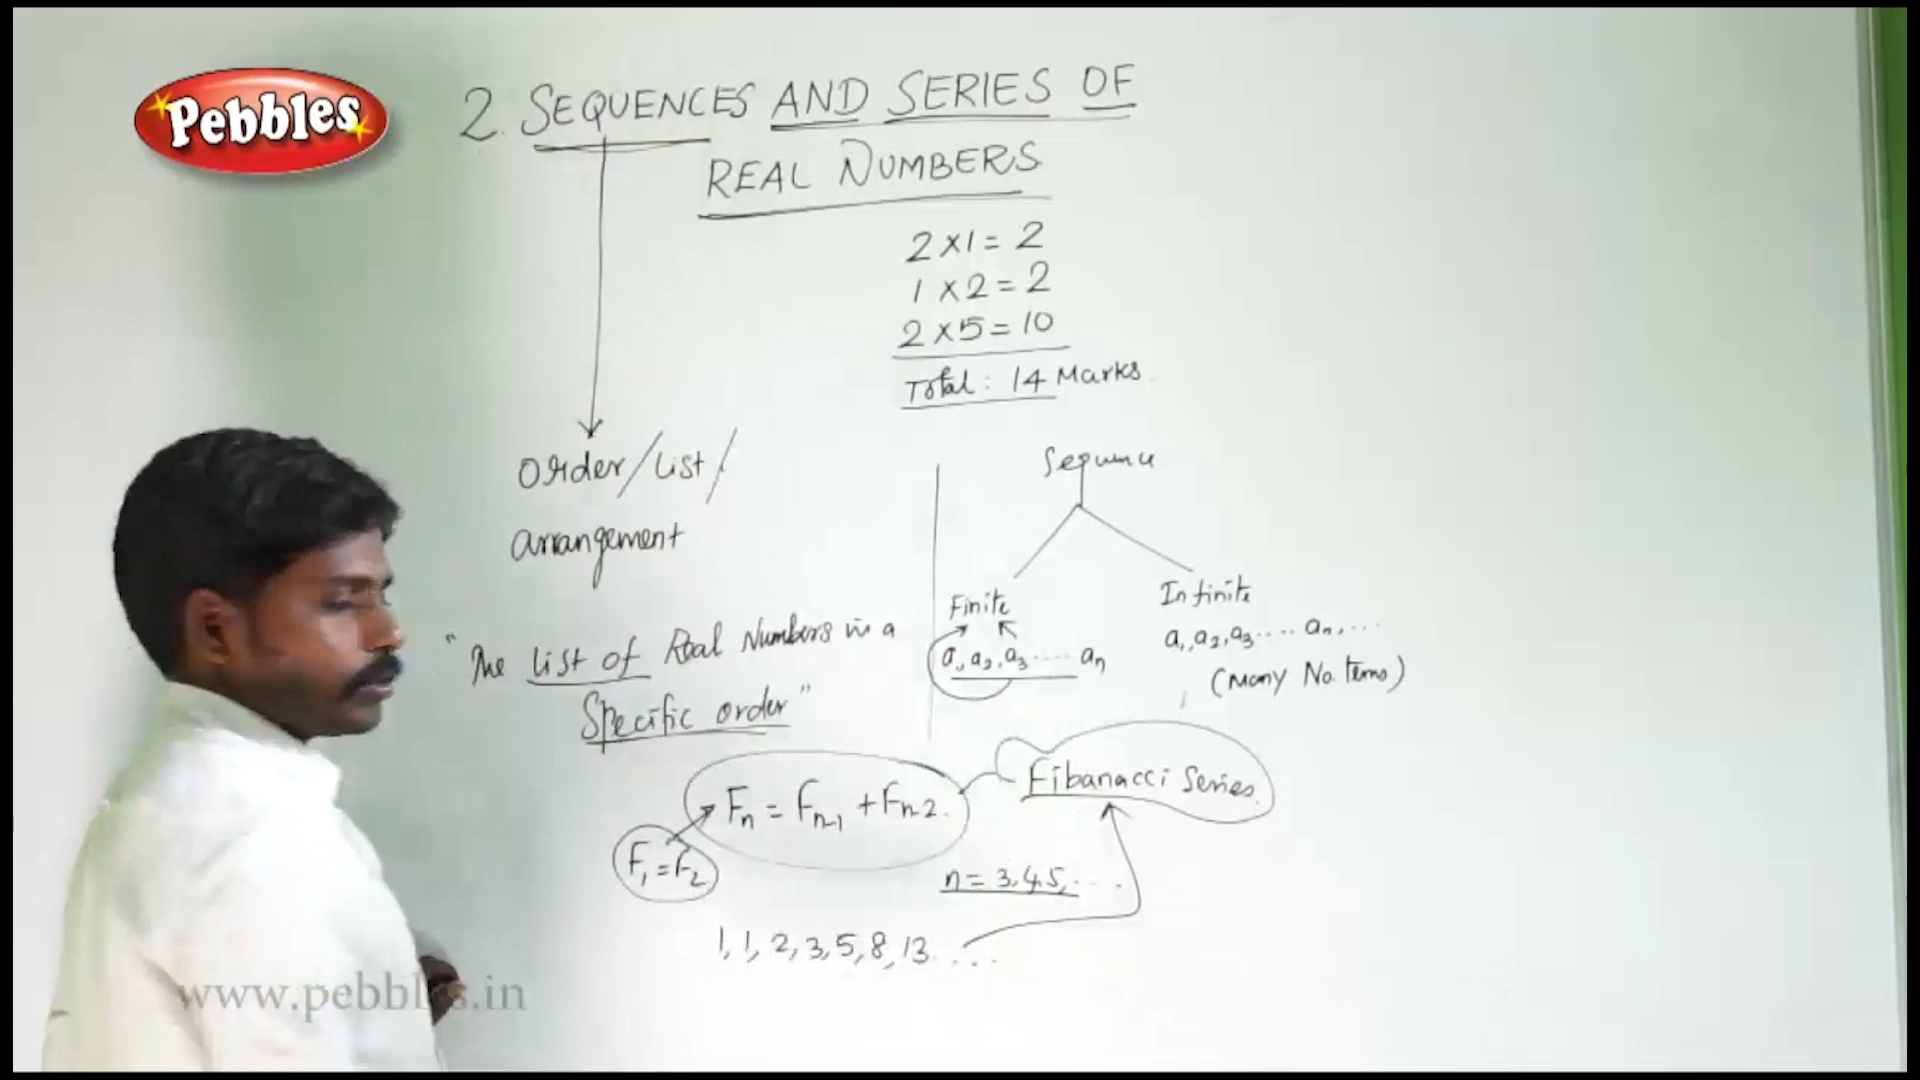 Pebbles
2. SEQUENCES AND SERIES OF
REAL NUMBERS
2×1=2
1×2=2
2×5=10
Total: 14 Marks
order/List/
arrangement
"The List of Real Numbers in a
Specific order"
Sequence
Finite
a1, a2, a3 ..... an
Infinite
a1, a2, a3 ..... an, ...
(Many No. Terms)
Fn = Fn-1 + Fn-2.
Fibanacci Series.
F1 = F2
n = 3,4,5, ....
1, 1, 2, 3, 5, 8, 13 ....
www.pebbles.in